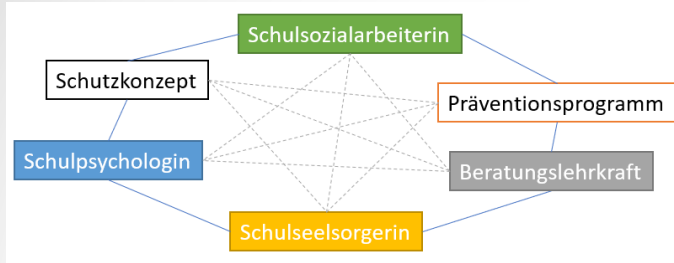 Schulsozialarbeiterin
Schutzkonzept
Präventionsprogramm
Schulpsychologin
Beratungslehrkraft
Schulseelsorgerin